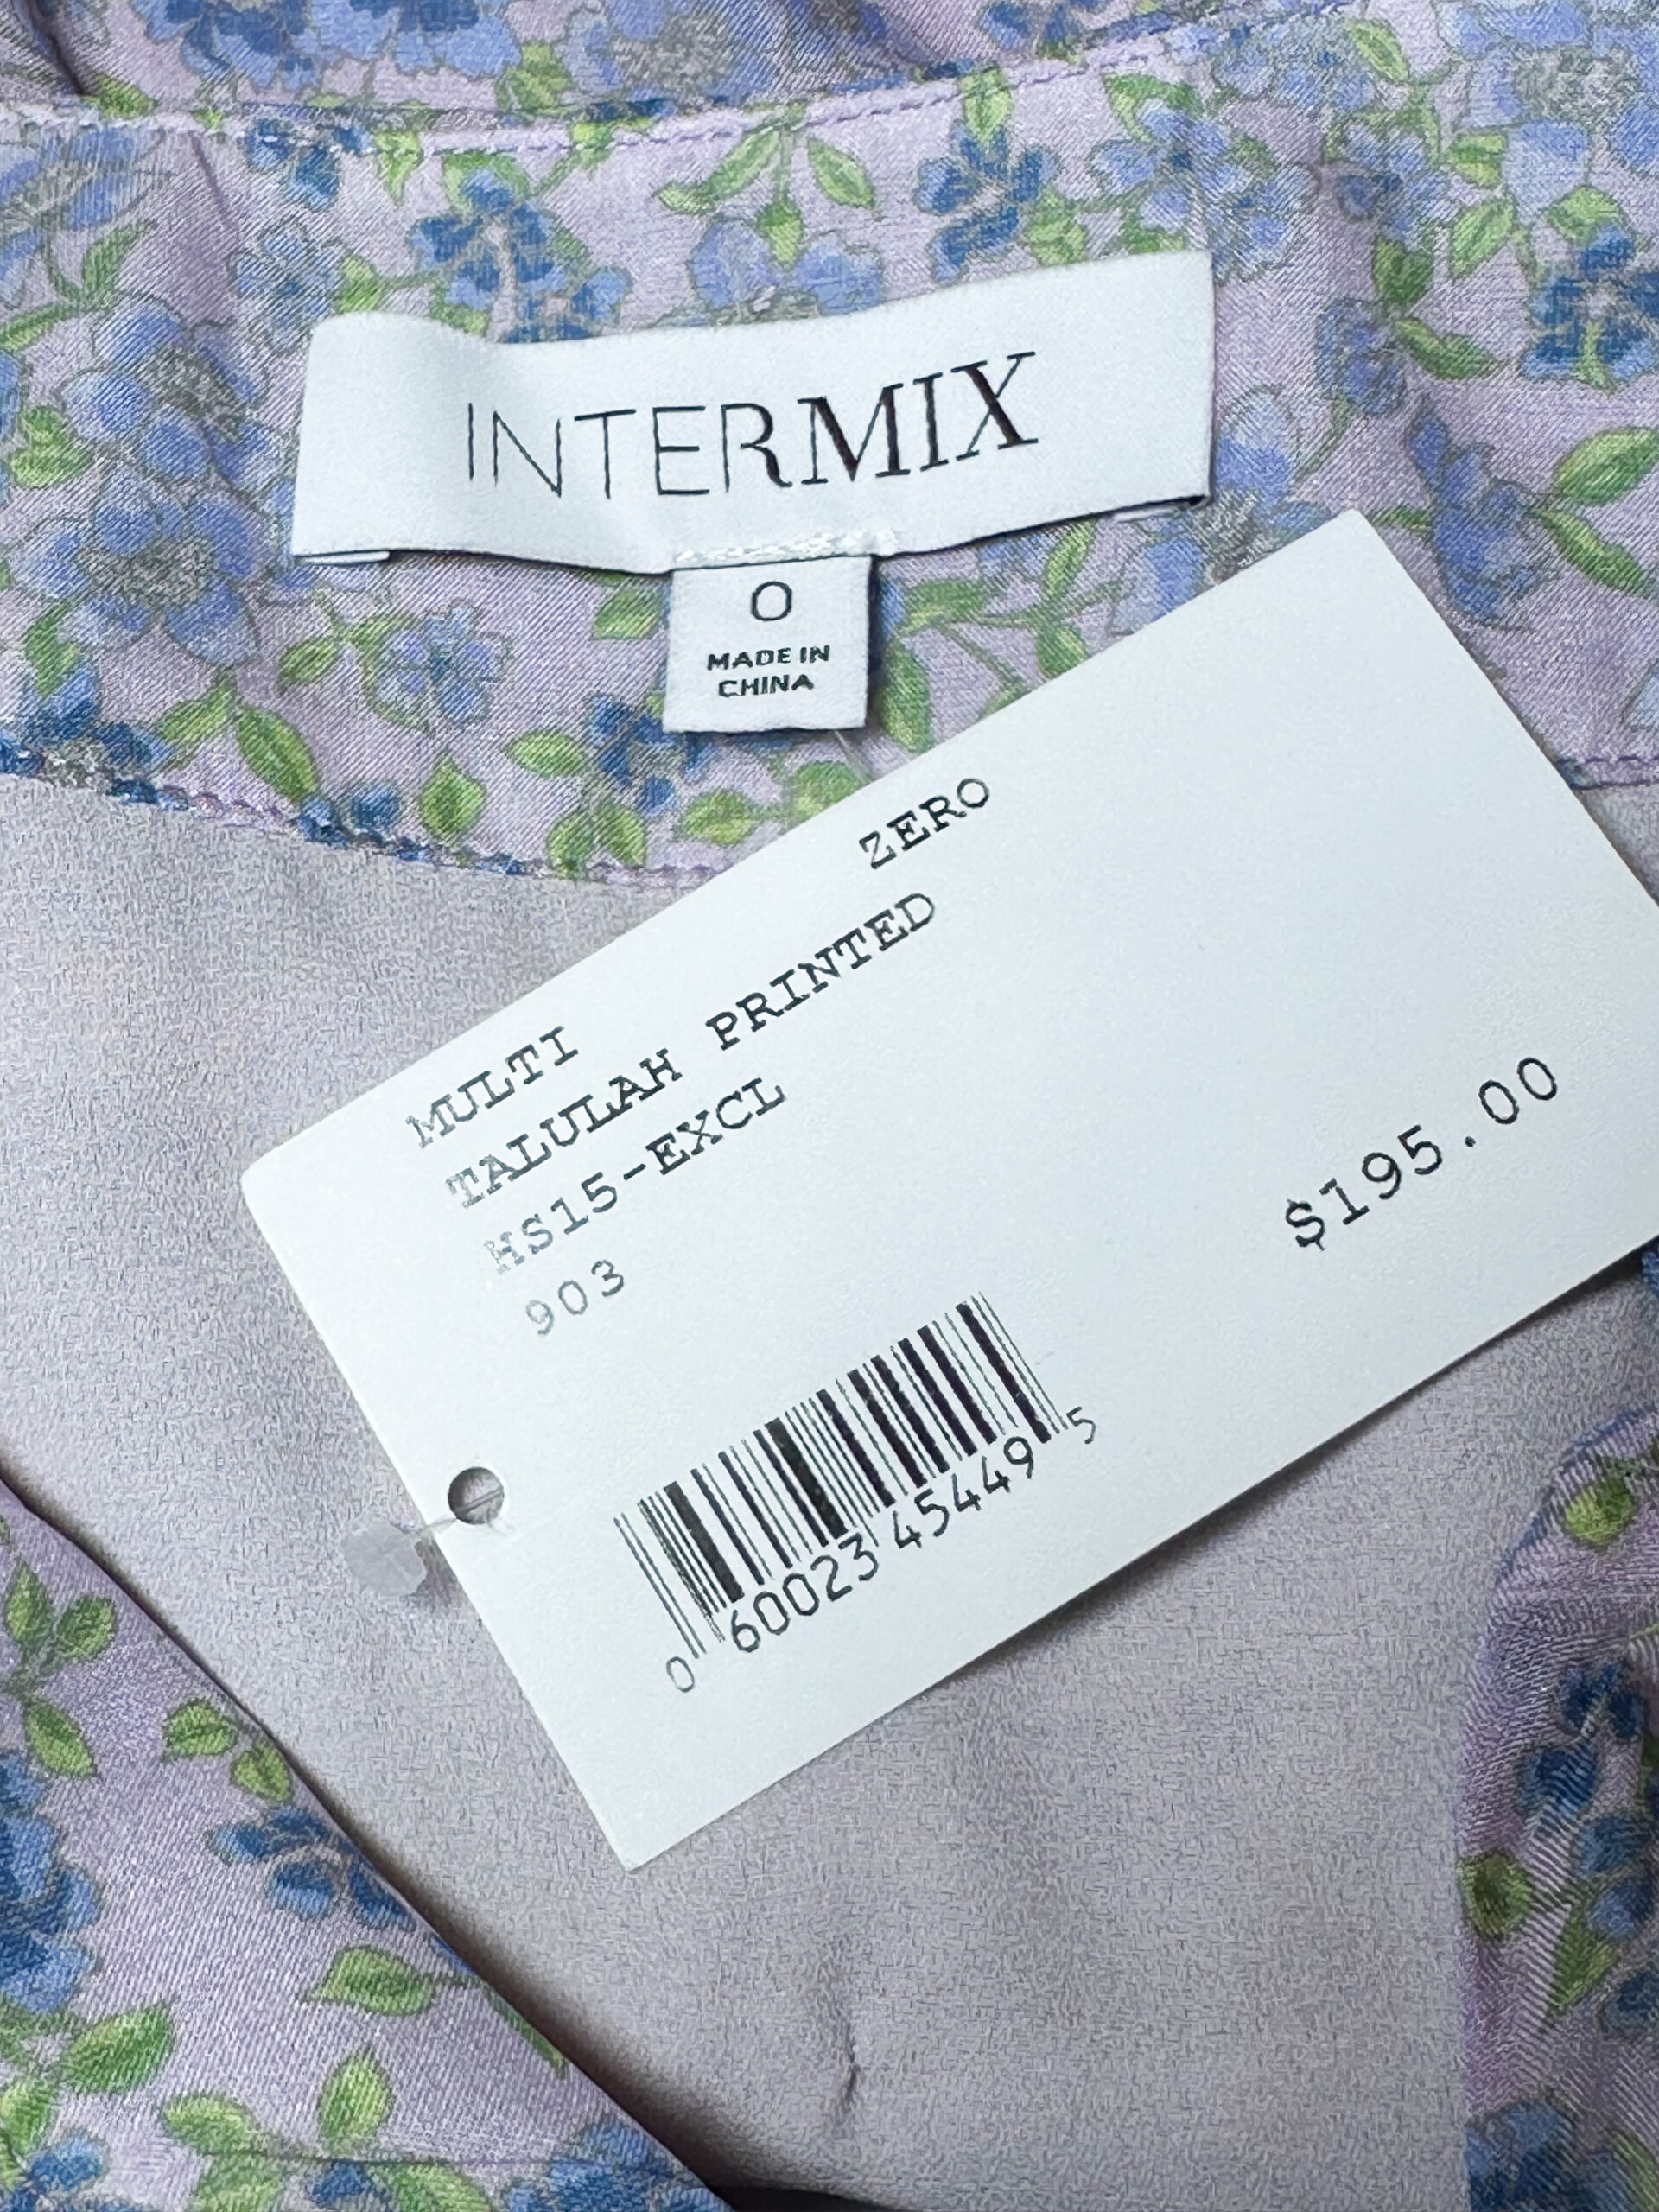 INTERMIX
0
MADE IN
CHINA
ZERO
MULTI
TALULAH PRINTED
HS15-EXCL
903
$195.00
0 60023 45449 5